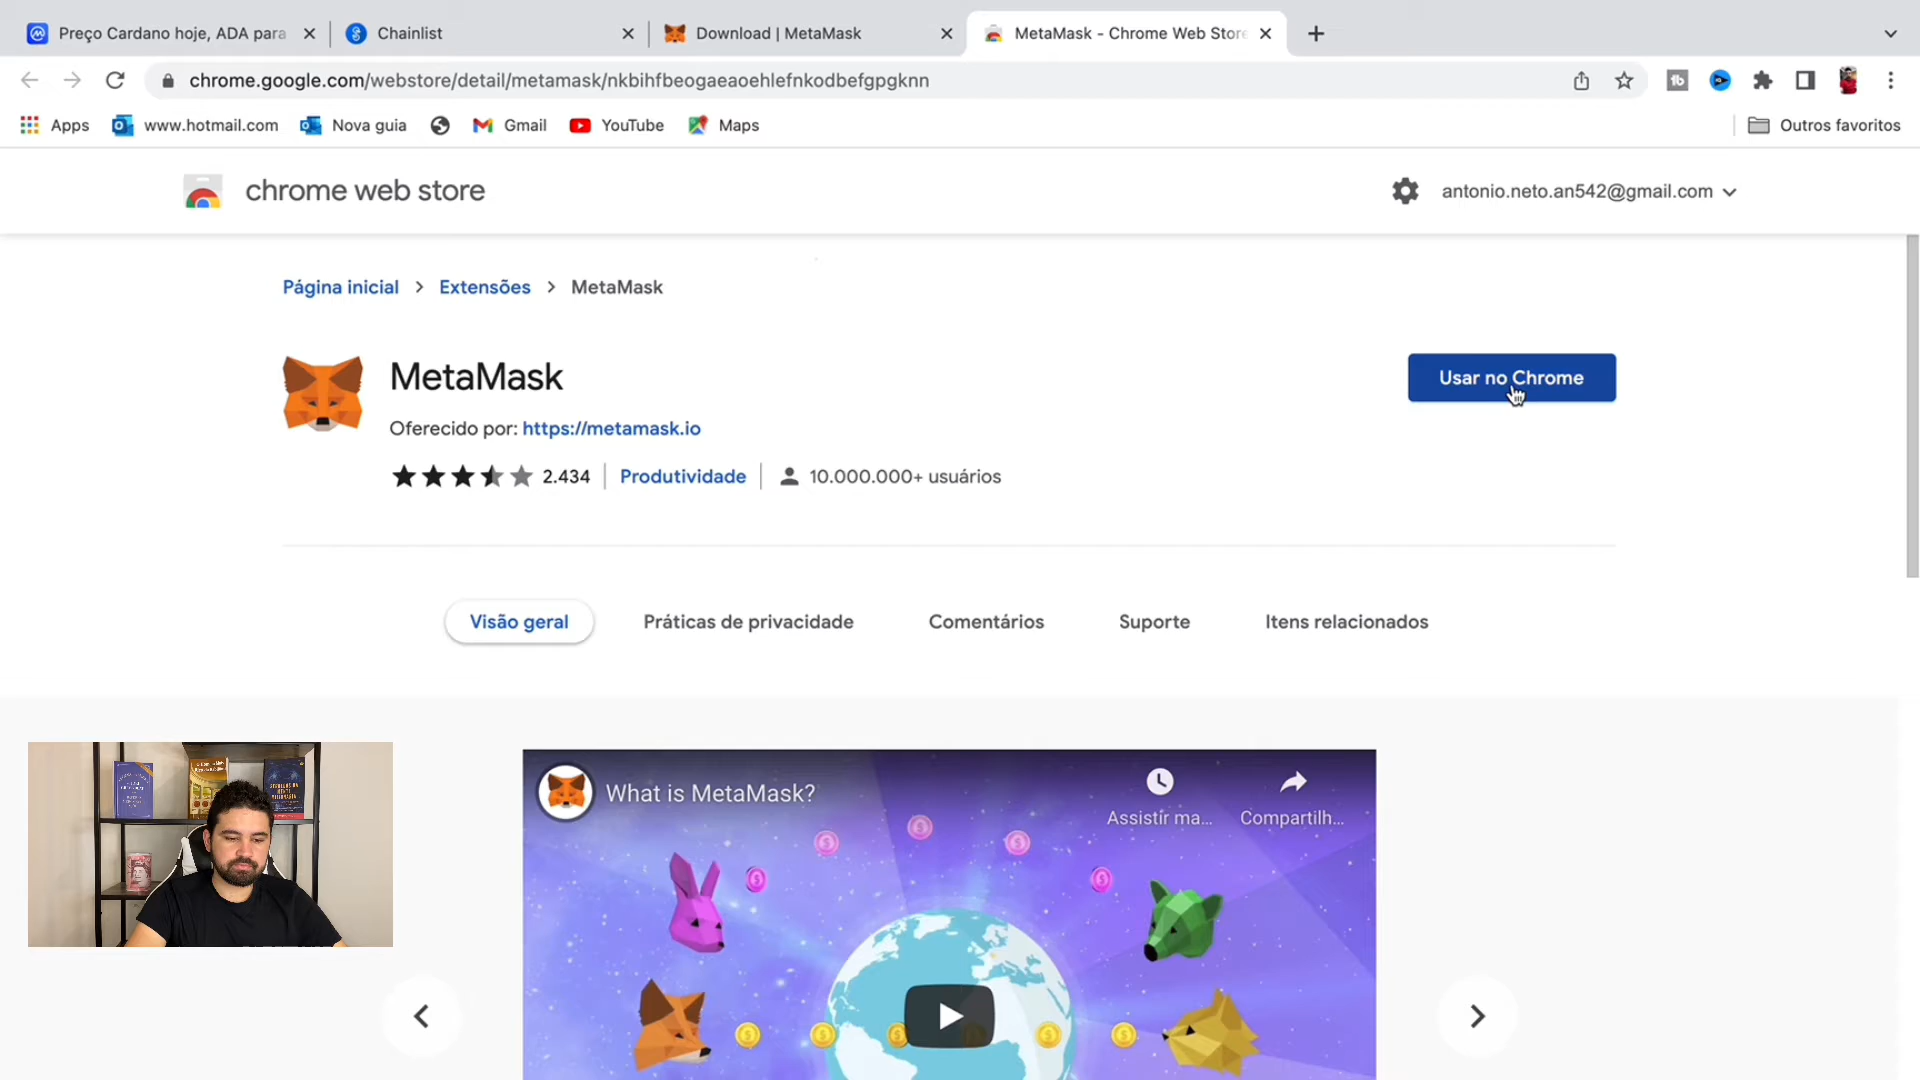 Preço Cardano hoje, ADA para
Chainlist
Download | MetaMask
MetaMask - Chrome Web Store
chrome.google.com/webstore/detail/metamask/nkbihfbeogaeaoehlefnkodbefgpgknn
Apps
www.hotmail.com
Nova guia
Gmail
YouTube
Maps
Outros favoritos
chrome web store
antonio.neto.an542@gmail.com
Página inicial > Extensões > MetaMask
MetaMask
Usar no Chrome
Oferecido por: https://metamask.io
2.434
Produtividade
10.000.000+ usuários
Visão geral
Práticas de privacidade
Comentários
Suporte
Itens relacionados
What is MetaMask?
Assistir ma...
Compartilh...